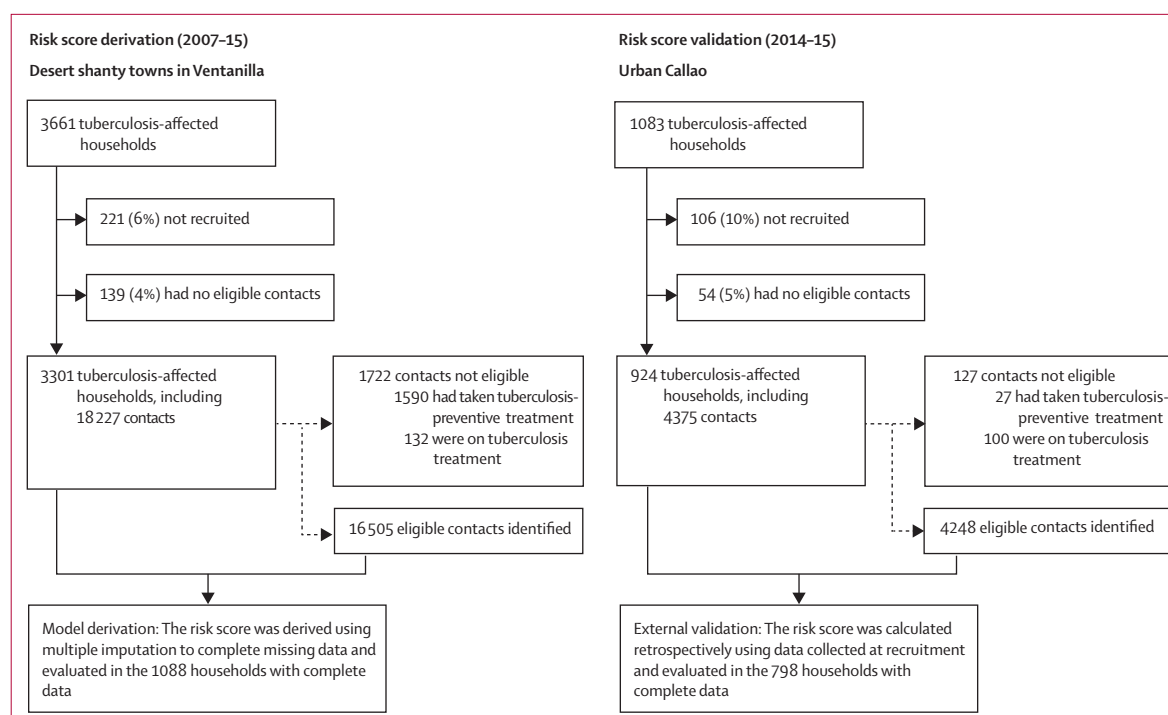 Risk score derivation (2007–15)
Desert shanty towns in Ventanilla
3661 tuberculosis-affected
households
221 (6%) not recruited
139 (4%) had no eligible contacts
3301 tuberculosis-affected
households, including
18 227 contacts
1722 contacts not eligible
1590 had taken tuberculosis-
preventive treatment
132 were on tuberculosis
treatment
16 505 eligible contacts identified
Model derivation: The risk score was derived using
multiple imputation to complete missing data and
evaluated in the 1088 households with complete
data
Risk score validation (2014–15)
Urban Callao
1083 tuberculosis-affected
households
106 (10%) not recruited
54 (5%) had no eligible contacts
924 tuberculosis-affected
households, including
4375 contacts
127 contacts not eligible
27 had taken tuberculosis-
preventive treatment
100 were on tuberculosis
treatment
4248 eligible contacts identified
External validation: The risk score was calculated
retrospectively using data collected at recruitment
and evaluated in the 798 households with
complete data